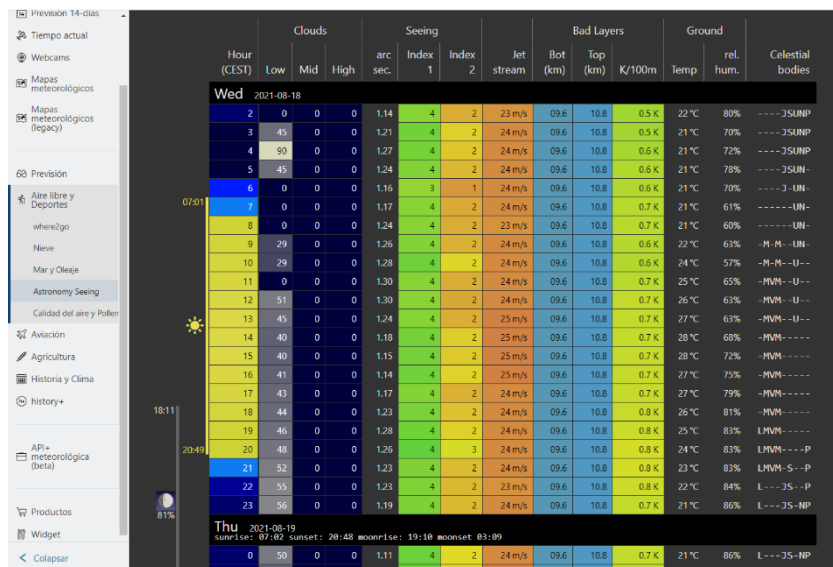 Previsión 14-días
Tiempo actual
Webcams
Mapas
meteorológicos
Mapas
meteorológicos
(legacy)
Previsión
Aire libre y
Deportes
where2go
Nieve
Mar y Oleaje
Astronomy Seeing
Calidad del aire y Pollen
Aviación
Agricultura
Historia y Clima
history+
API+
meteorológica
(beta)
Productos
Widget
Colapsar
Clouds Seeing Bad Layers Ground
Hour (CEST) Low Mid High arc sec. Index 1 Index 2 Jet stream Bot (km) Top (km) K/100m Temp rel. hum. Celestial bodies
Wed 2021-08-18
2 0 0 0 1.14 4 2 23 m/s 09.6 10.8 0.5 K 22°C 80% ----JSUNP
3 45 0 0 1.21 4 2 24 m/s 09.6 10.8 0.5 K 21°C 70% ----JSUNP
4 90 0 0 1.27 4 2 24 m/s 09.6 10.8 0.6 K 21°C 72% ----JSUNP
5 45 0 0 1.24 4 2 24 m/s 09.6 10.8 0.6 K 21°C 78% ----JSUN-
6 0 0 0 1.16 3 1 24 m/s 09.6 10.8 0.6 K 21°C 70% ----J-UN-
07:01 7 0 0 0 1.17 4 2 24 m/s 09.6 10.8 0.6 K 21°C 61% ------UN-
8 0 0 0 1.24 4 2 23 m/s 09.6 10.8 0.6 K 21°C 60% ------UN-
9 29 0 0 1.26 4 2 24 m/s 09.6 10.8 0.6 K 22°C 63% -M-M--UN-
10 29 0 0 1.28 4 2 24 m/s 09.6 10.8 0.6 K 24°C 57% -M-M--U--
11 0 0 0 1.30 4 2 24 m/s 09.6 10.8 0.7 K 25°C 65% -MVM--U--
12 51 0 0 1.30 4 2 24 m/s 09.6 10.8 0.7 K 26°C 63% -MVM--U--
13 45 0 0 1.24 4 2 25 m/s 09.6 10.8 0.7 K 27°C 63% -MVM--U--
14 40 0 0 1.18 4 2 25 m/s 09.6 10.8 0.7 K 28°C 68% -MVM-----
15 40 0 0 1.15 4 2 25 m/s 09.6 10.8 0.7 K 28°C 72% -MVM-----
16 41 0 0 1.14 4 2 25 m/s 09.6 10.8 0.7 K 27°C 75% -MVM-----
17 43 0 0 1.17 4 2 24 m/s 09.6 10.8 0.7 K 27°C 79% -MVM-----
18:11 18 44 0 0 1.23 4 2 24 m/s 09.6 10.8 0.8 K 26°C 81% -MVM-----
19 46 0 0 1.28 4 2 24 m/s 09.6 10.8 0.8 K 25°C 83% LMVM-----
20:49 20 48 0 0 1.26 4 3 24 m/s 09.6 10.8 0.8 K 24°C 83% LMVM----P
21 52 0 0 1.23 4 2 24 m/s 09.6 10.8 0.8 K 23°C 83% LMVM-S--P
22 55 0 0 1.23 4 2 23 m/s 09.6 10.8 0.8 K 22°C 84% L---JS--P
81% 23 56 0 0 1.19 4 2 24 m/s 09.6 10.8 0.7 K 21°C 86% L---JS-NP
Thu 2021-08-19
sunrise: 07:02 sunset: 20:48 moonrise: 19:10 moonset 03:09
0 50 0 0 1.11 4 2 24 m/s 09.6 10.8 0.7 K 21°C 86% L---JS-NP